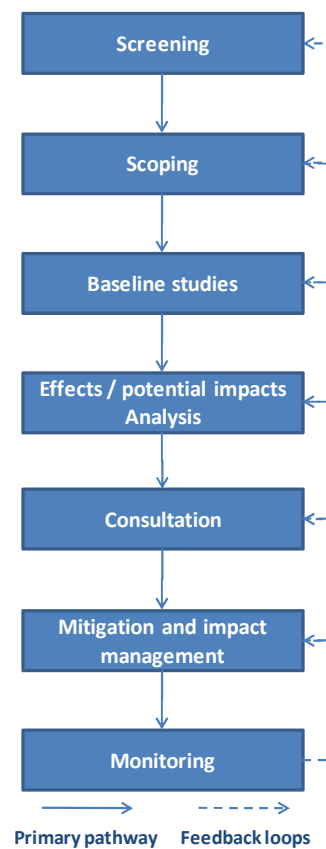 Screening
Scoping
Baseline studies
Effects / potential impacts
Analysis
Consultation
Mitigation and impact
management
Monitoring
Primary pathway Feedback loops